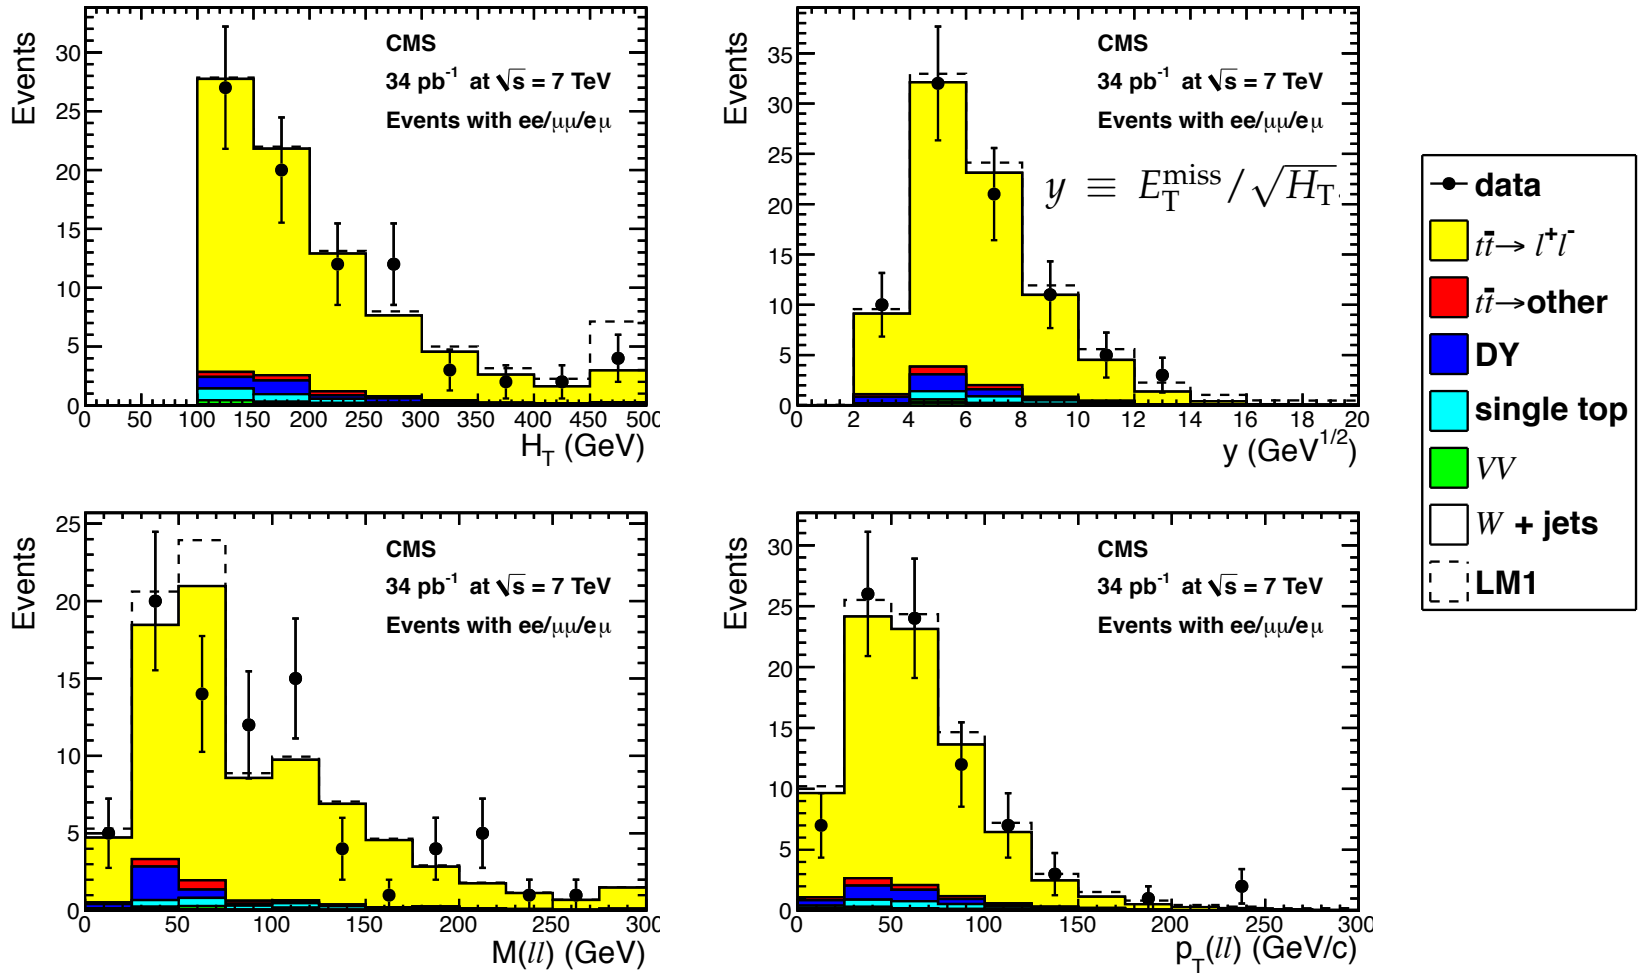 Events
30
25
20
15
10
5
0
CMS
34 pb⁻¹ at √s = 7 TeV
Events with ee/μμ/eμ
0 50 100 150 200 250 300 350 400 450 500
H_T (GeV)
Events
35
30
25
20
15
10
5
0
CMS
34 pb⁻¹ at √s = 7 TeV
Events with ee/μμ/eμ
y ≡ E_T^miss/√H_T.
0 2 4 6 8 10 12 14 16 18 20
y (GeV^1/2)
data
tt̄→ l⁺l⁻
tt̄→other
DY
single top
VV
W + jets
LM1
Events
25
20
15
10
5
0
CMS
34 pb⁻¹ at √s = 7 TeV
Events with ee/μμ/eμ
0 50 100 150 200 250 300
M(ll) (GeV)
Events
30
25
20
15
10
5
0
CMS
34 pb⁻¹ at √s = 7 TeV
Events with ee/μμ/eμ
0 50 100 150 200 250 300
p_T(ll) (GeV/c)